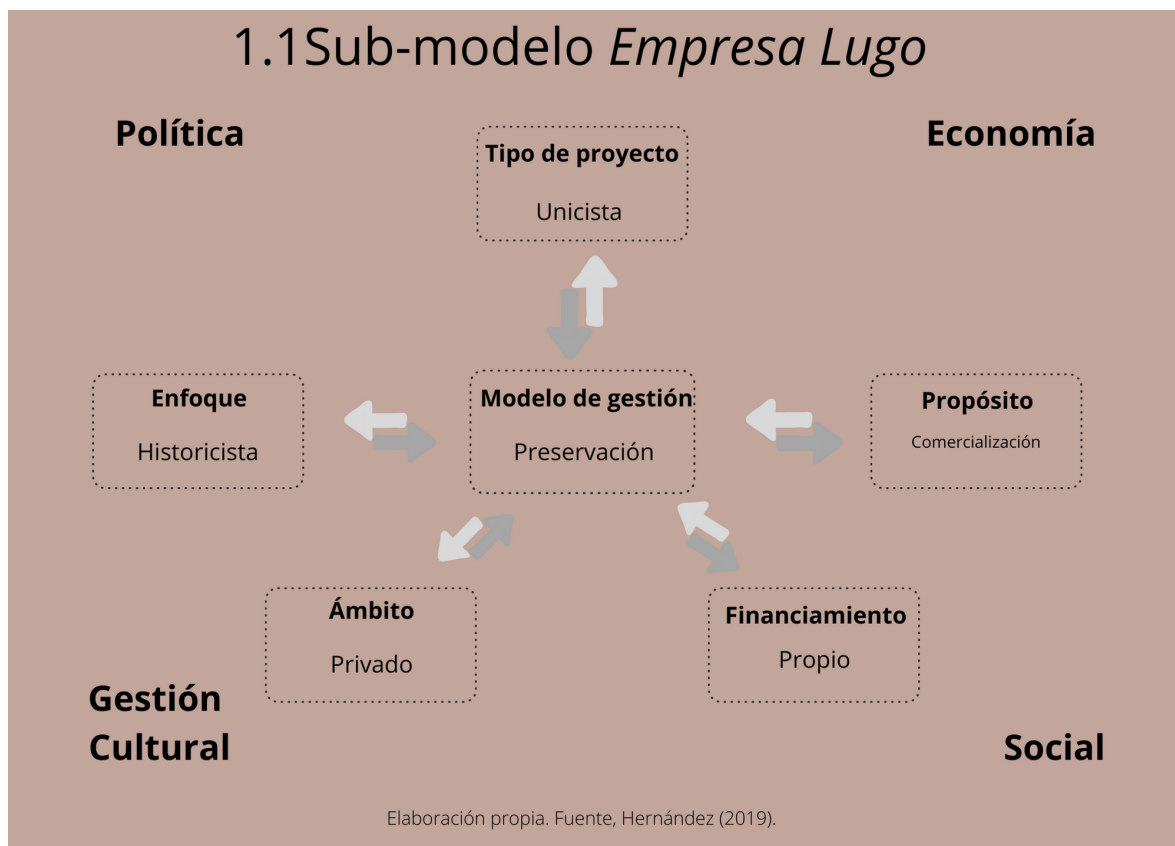 1.1Sub-modelo Empresa Lugo
Política
Economía
Tipo de proyecto
Unicista
Enfoque
Historicista
Modelo de gestión
Preservación
Propósito
Comercialización
Ámbito
Privado
Financiamiento
Propio
Gestión
Cultural
Social
Elaboración propia. Fuente, Hernández (2019).